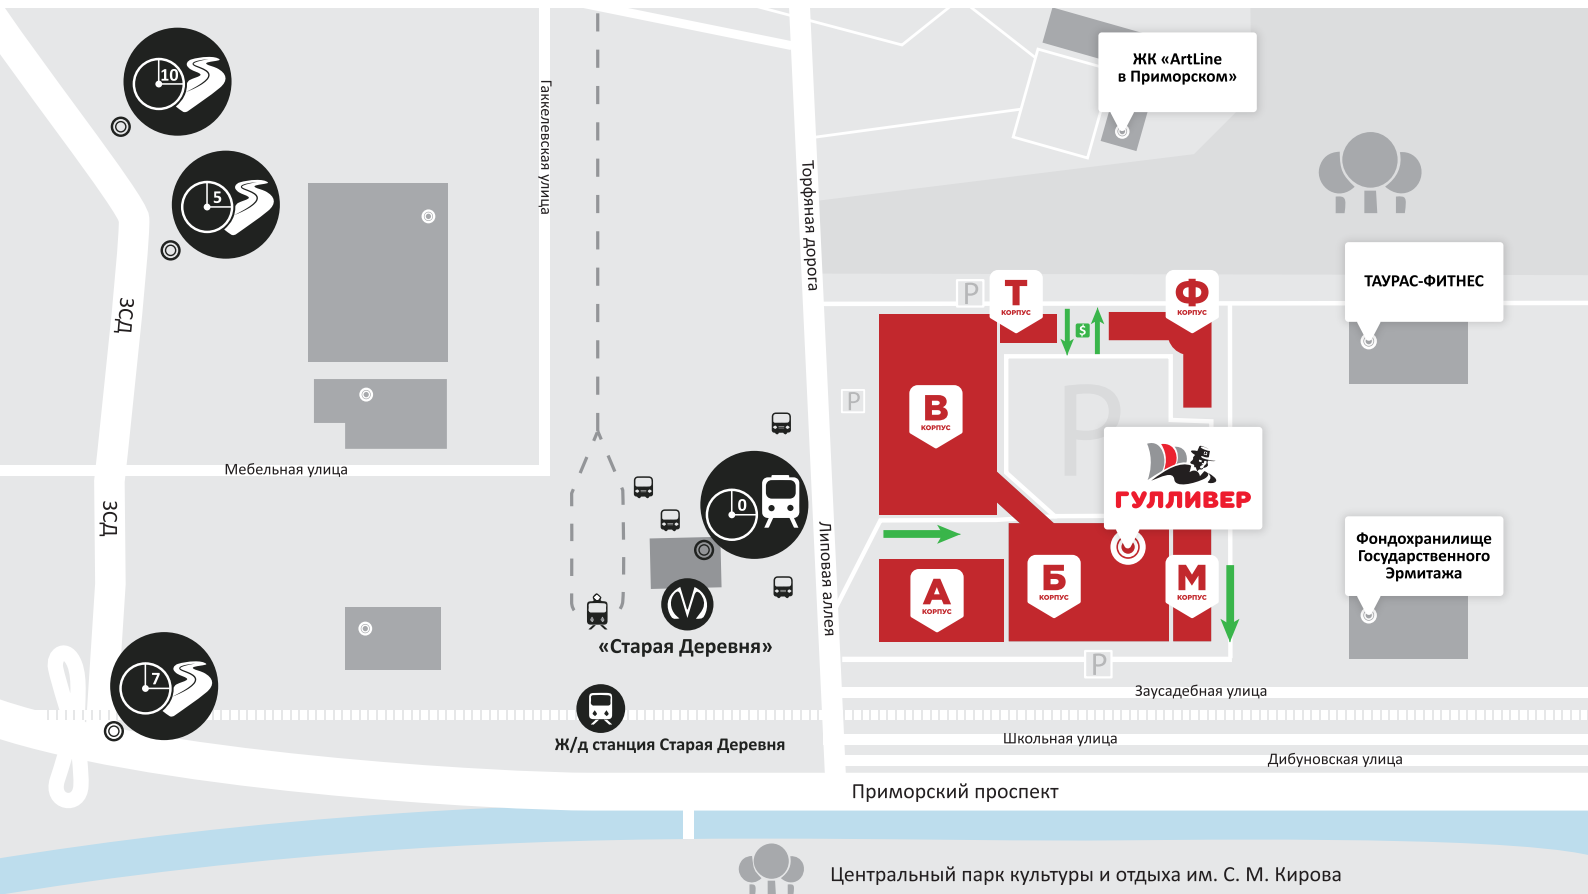 ЖК «ArtLine
в Приморском»
10
5
Гаккелевская улица
Торфяная дорога
ТАУРАС-ФИТНЕС
P
Т
КОРПУС
$
Ф
КОРПУС
ЗСД
P
В
КОРПУС
P
ГУЛЛИВЕР
Мебельная улица
ЗСД
0
Липовая аллея
Фондохранилище
Государственного
Эрмитажа
А
КОРПУС
Б
КОРПУС
М
КОРПУС
«Старая Деревня»
7
P
Заусадебная улица
Ж/д станция Старая Деревня
Школьная улица
Дибуновская улица
Приморский проспект
Центральный парк культуры и отдыха им. С. М. Кирова